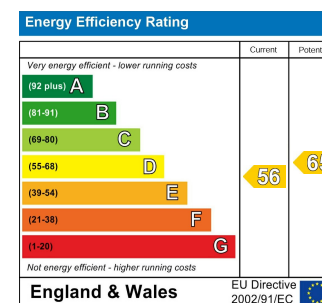 Energy Efficiency Rating
Current
Very energy efficient - lower running costs
(92 plus) A
(81-91) B
(69-80) C
(55-68) D
(39-54) E
(21-38) F
(1-20) G
56
Not energy efficient - higher running costs
England & Wales
EU Directive
2002/91/EC